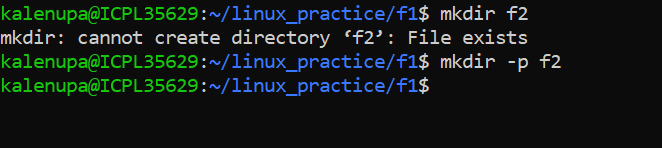 kalenupa@ICPL35629:~/linux_practice/f1$ mkdir f2
mkdir: cannot create directory ‘f2’: File exists
kalenupa@ICPL35629:~/linux_practice/f1$ mkdir -p f2
kalenupa@ICPL35629:~/linux_practice/f1$